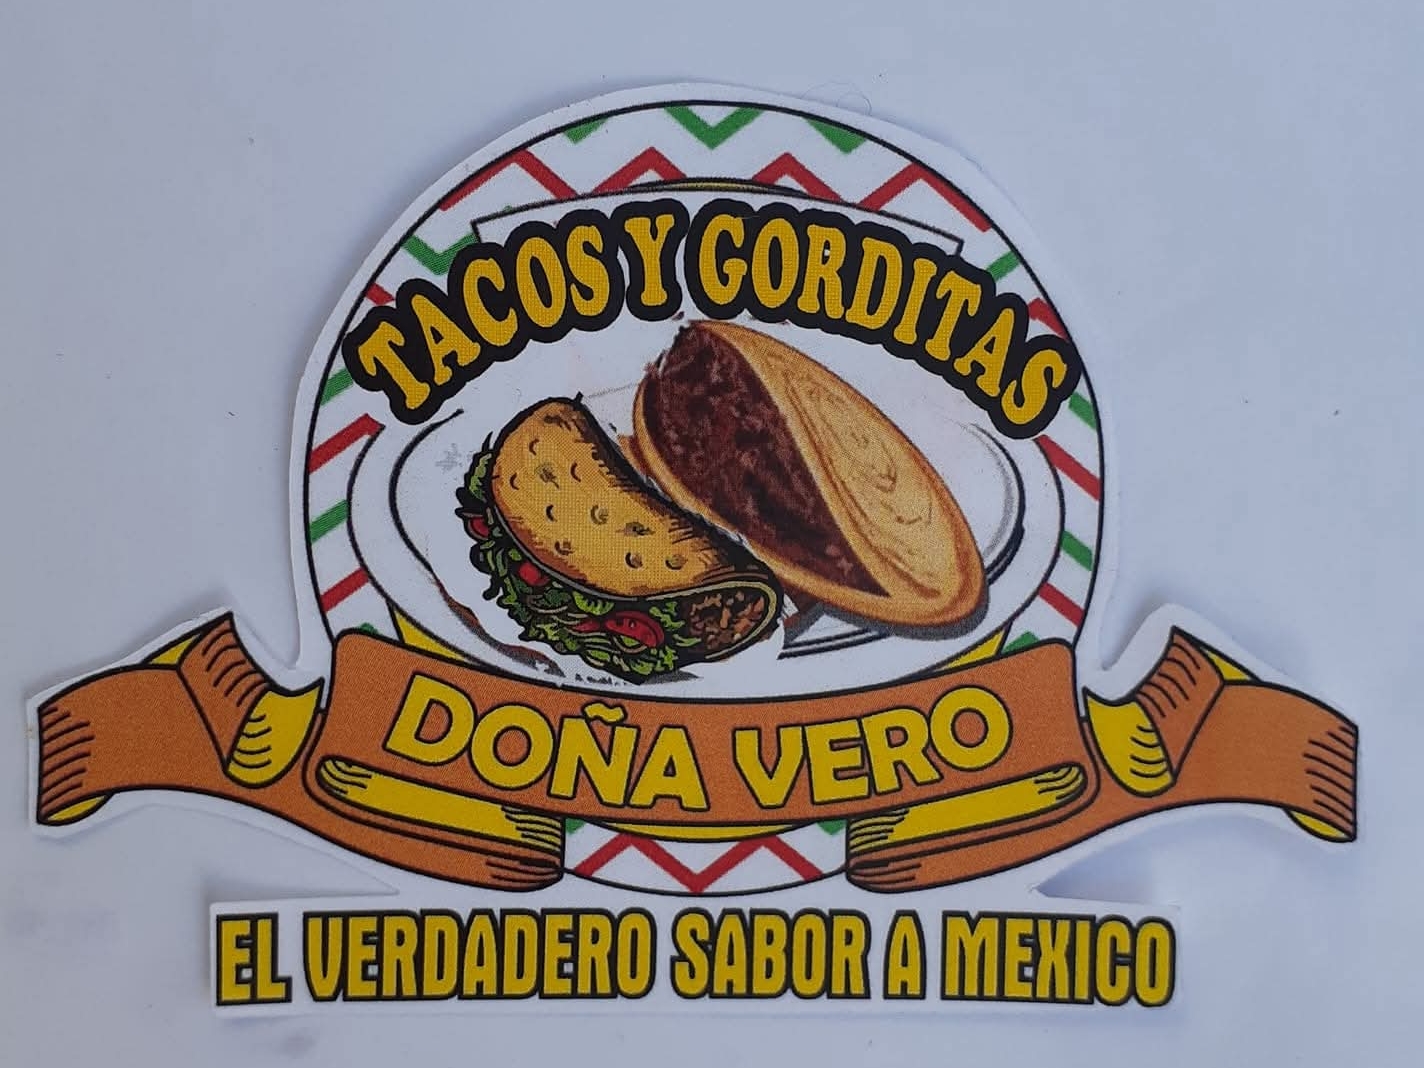 TACOS Y GORDITAS
DOÑA VERO
EL VERDADERO SABOR A MEXICO